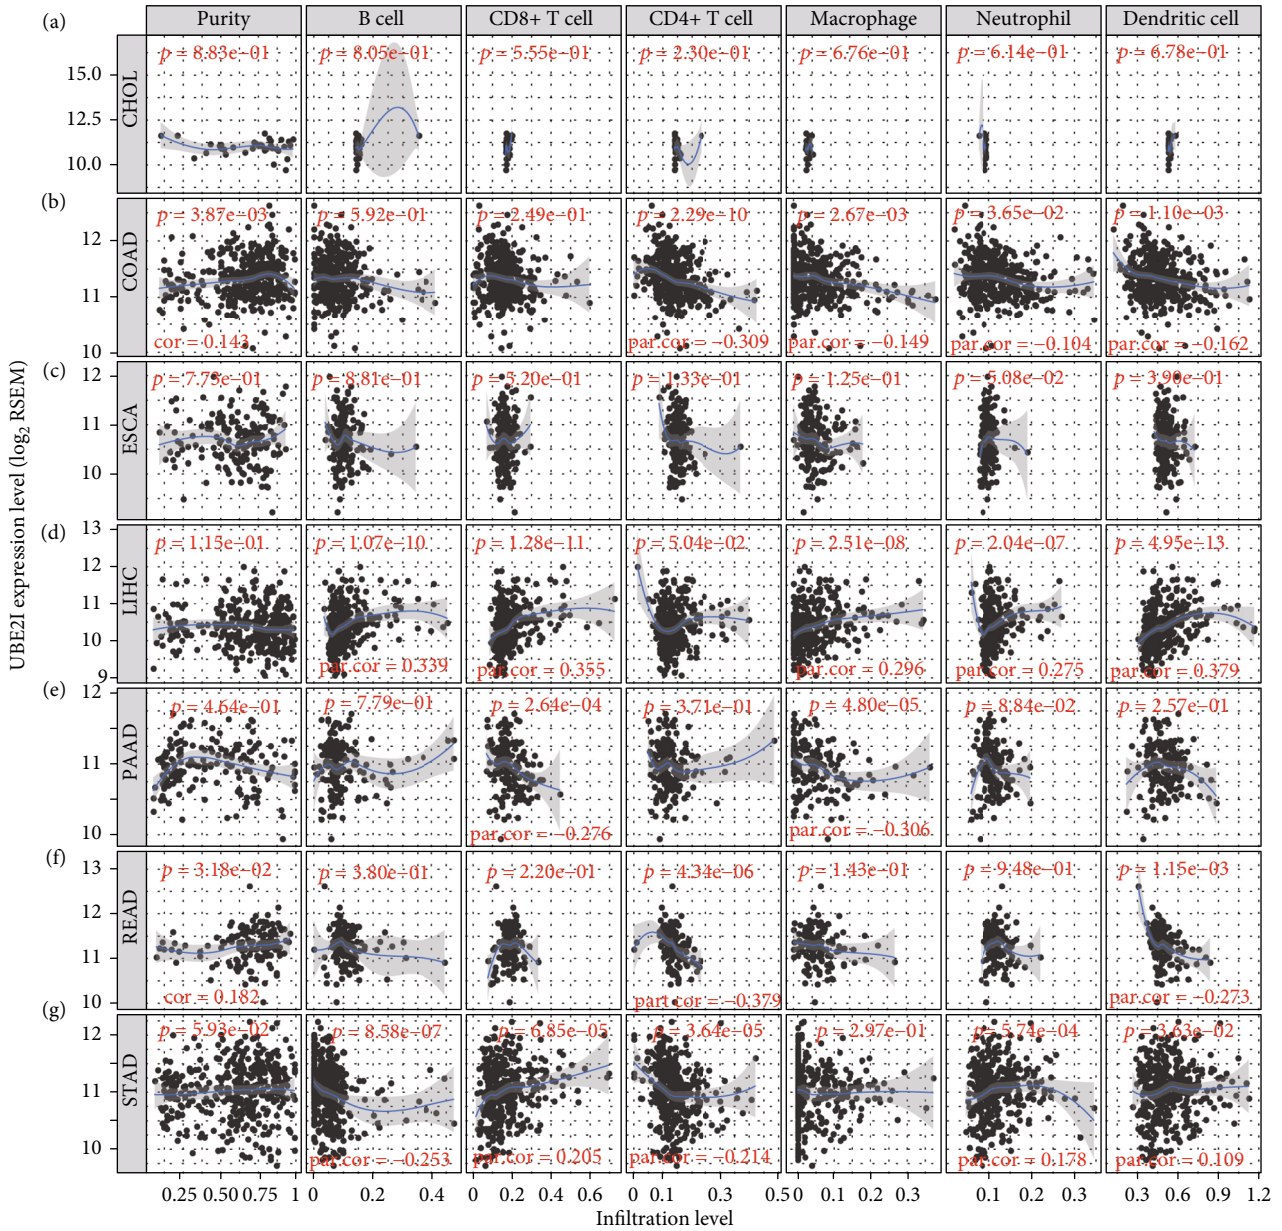 (a) Purity B cell CD8+ T cell CD4+ T cell Macrophage Neutrophil Dendritic cell
CHOL
p = 8.83e−01 p = 8.05e−01 p = 5.55e−01 p = 2.30e−01 p = 6.76e−01 p = 6.14e−01 p = 6.78e−01
15.0
12.5
10.0
(b)
COAD
p = 3.87e−03 p = 5.92e−01 p = 2.49e−01 p = 2.29e−10 p = 2.67e−03 p = 3.65e−02 p = 1.10e−03
12
11
10
cor = 0.143 par.cor = −0.309 par.cor = −0.149 par.cor = −0.104 par.cor = −0.162
(c)
ESCA
p = 7.73e−01 p = 8.81e−01 p = 5.20e−01 p = 1.33e−01 p = 1.25e−01 p = 5.08e−02 p = 3.90e−01
12
11
10
UBE2I expression level (log2 RSEM)
(d)
LIHC
13
p = 1.15e−01 p = 1.07e−10 p = 1.28e−11 p = 5.04e−02 p = 2.51e−08 p = 2.04e−07 p = 4.95e−13
12
11
10
9
par.cor = 0.339 par.cor = 0.355 par.cor = 0.296 par.cor = 0.275 par.cor = 0.379
(e)
PAAD
12
p = 4.64e−01 p = 7.79e−01 p = 2.64e−04 p = 3.71e−01 p = 4.80e−05 p = 8.84e−02 p = 2.57e−01
11
10
par.cor = −0.276 par.cor = −0.306
(f)
READ
13
p = 3.18e−02 p = 3.80e−01 p = 2.20e−01 p = 4.34e−06 p = 1.43e−01 p = 9.48e−01 p = 1.15e−03
12
11
10
cor = 0.182 part cor = −0.379 par.cor = −0.273
(g)
STAD
12
p = 5.93e−02 p = 8.58e−07 p = 6.85e−05 p = 3.64e−05 p = 2.97e−01 p = 5.74e−04 p = 3.63e−02
11
10
par.cor = −0.253 par.cor = 0.205 par.cor = −0.214 par.cor = 0.178 par.cor = 0.109
0.25 0.50 0.75 1 0 0.2 0.4 0 0.2 0.4 0.6 0 0.1 0.3 0.5 0 0.1 0.2 0.3 0.1 0.2 0.3 0.3 0.6 0.9 1.2
Infiltration level